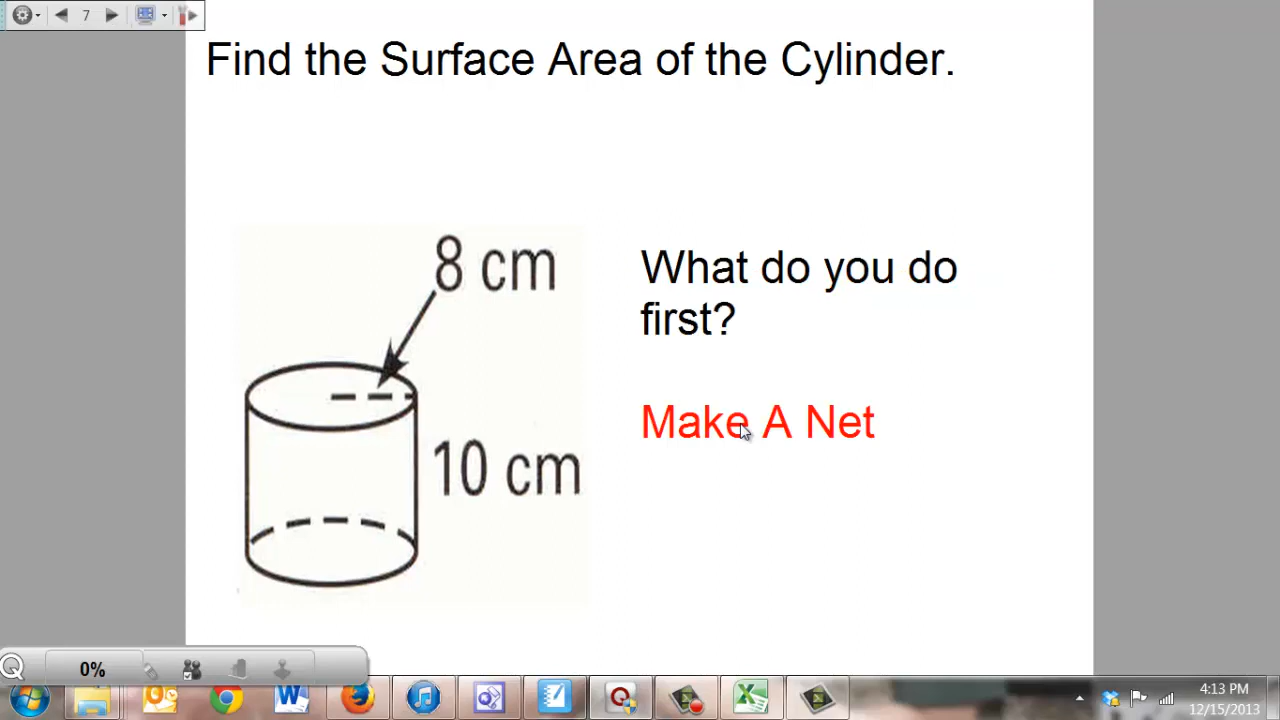 7
Find the Surface Area of the Cylinder.
8 cm
What do you do
first?
Make A Net
10 cm
0%
4:13 PM
12/15/2013